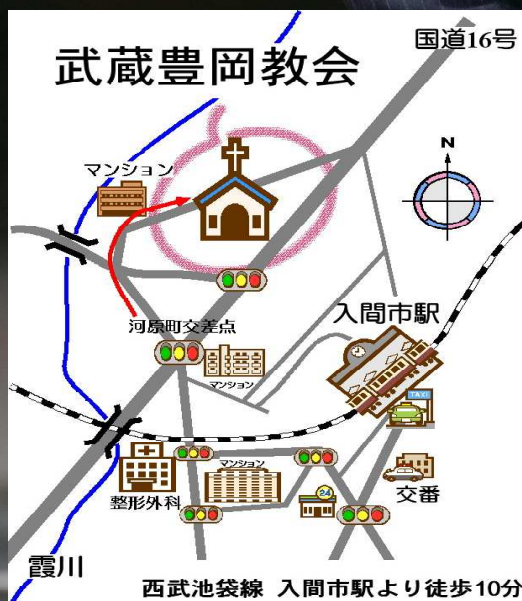 国道16号
武蔵豊岡教会
マンション
N
入間市駅
河原町交差点
マンション
TAXI
マンション
24
整形外科
交番
霞川
西武池袋線 入間市駅より徒歩10分